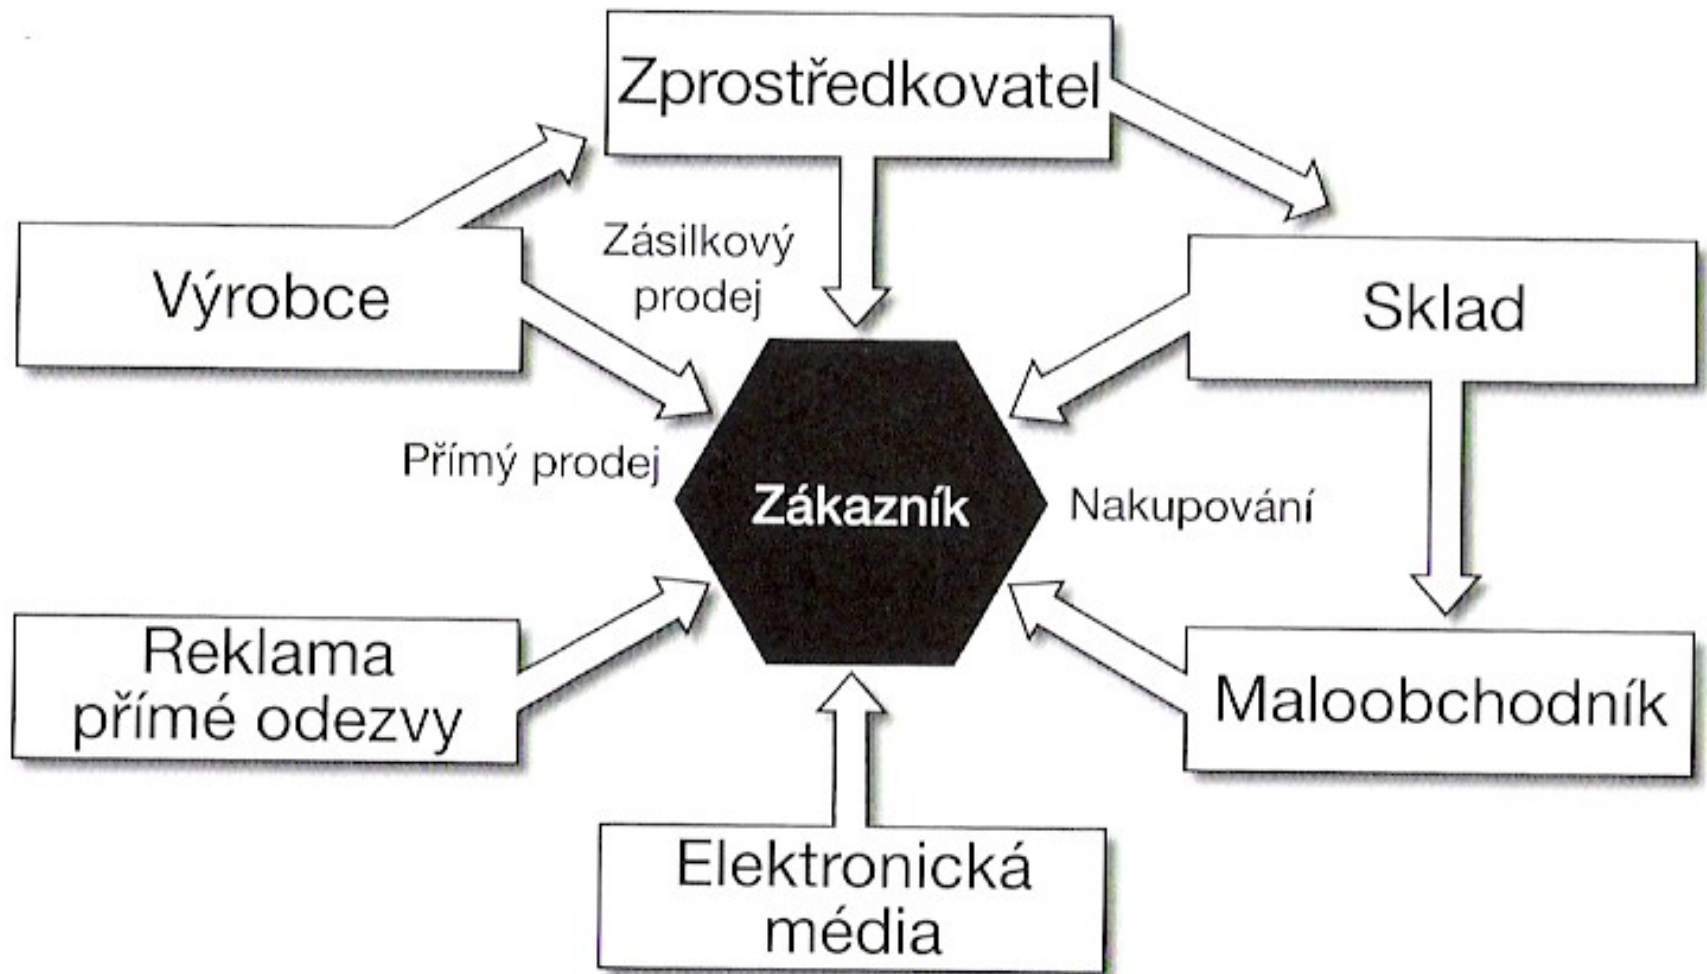 Zprostředkovatel
Výrobce
Zásilkový
prodej
Sklad
Přímý prodej
Zákazník
Nakupování
Reklama
přímé odezvy
Maloobchodník
Elektronická
média